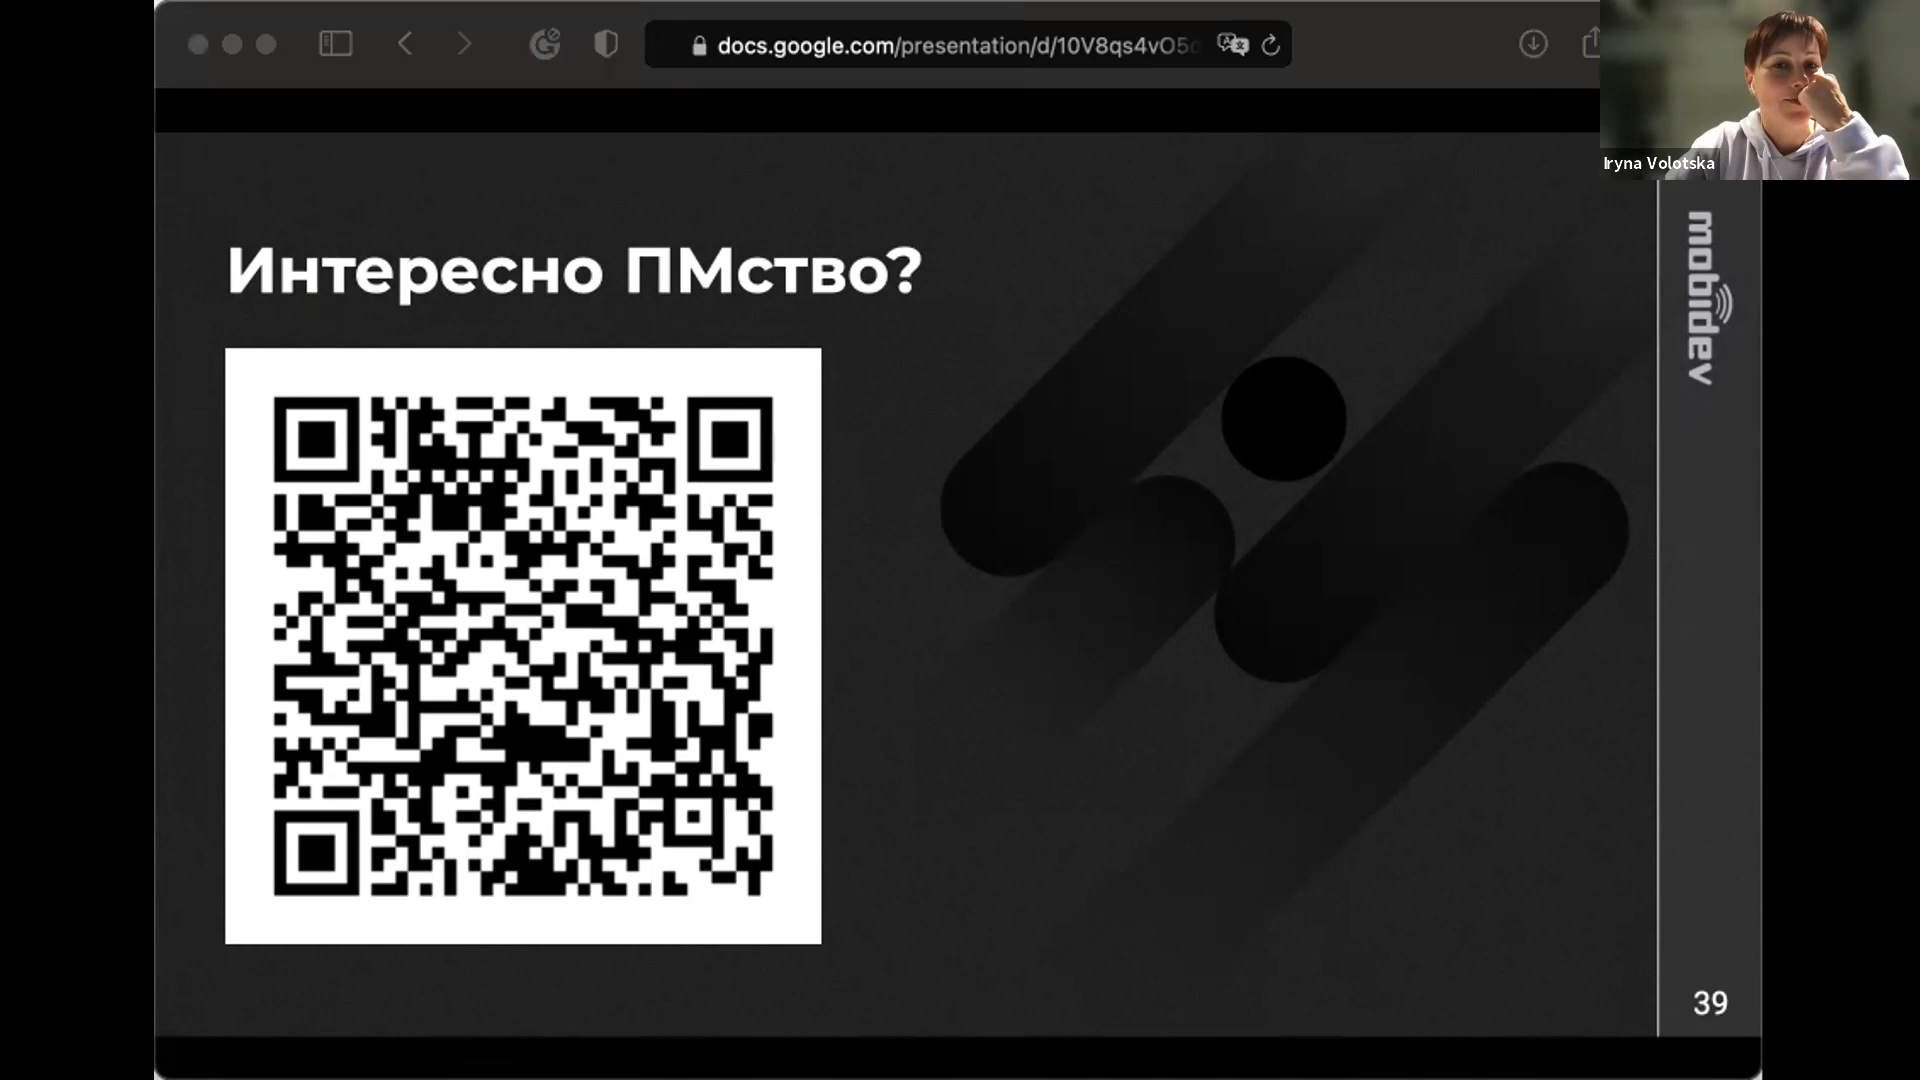 docs.google.com/presentation/d/10V8qs4vO5
Iryna Volotska
Интересно ПМство?
mobidev
39